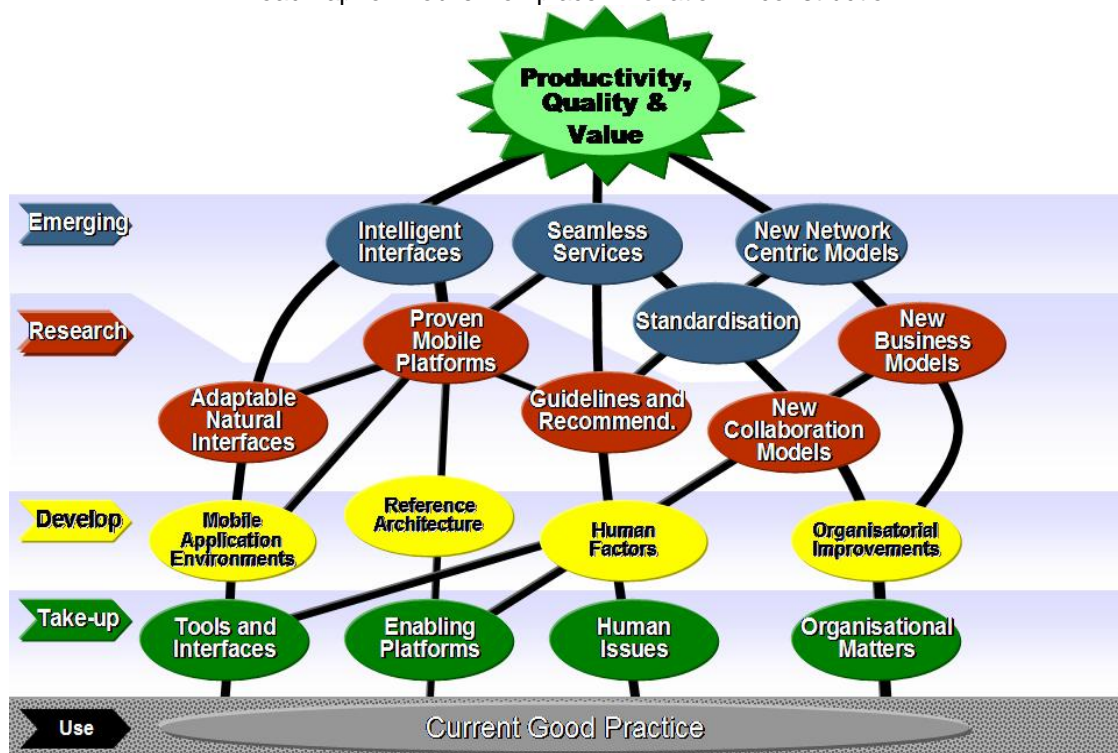 Productivity,
Quality &
Value
Emerging
Intelligent
Interfaces
Seamless
Services
New Network
Centric Models
Research
Proven
Mobile
Platforms
Standardisation
New
Business
Models
Adaptable
Natural
Interfaces
Guidelines and
Recommend.
New
Collaboration
Models
Develop
Mobile
Application
Environments
Reference
Architecture
Human
Factors
Organisatorial
Improvements
Take-up
Tools and
Interfaces
Enabling
Platforms
Human
Issues
Organisational
Matters
Use
Current Good Practice